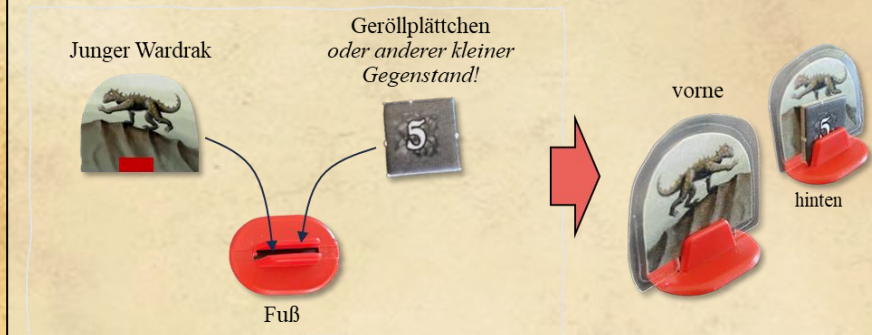 Junger Wardrak
Geröllplättchen
oder anderer kleiner
Gegenstand!
5
Fuß
vorne
5
hinten